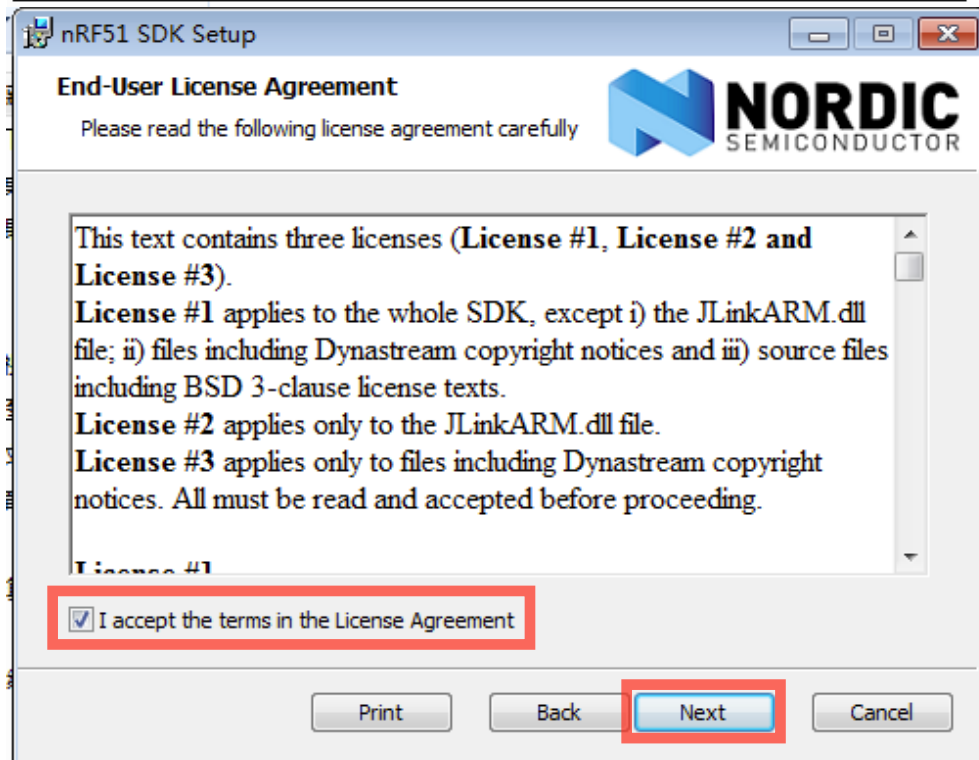 nRF51 SDK Setup
End-User License Agreement
Please read the following license agreement carefully
NORDIC
SEMICONDUCTOR
This text contains three licenses (License #1, License #2 and
License #3).
License #1 applies to the whole SDK, except i) the JLinkARM.dll
file; ii) files including Dynastream copyright notices and iii) source files
including BSD 3-clause license texts.
License #2 applies only to the JLinkARM.dll file.
License #3 applies only to files including Dynastream copyright
notices. All must be read and accepted before proceeding.
License #1
I accept the terms in the License Agreement
Print Back Next Cancel